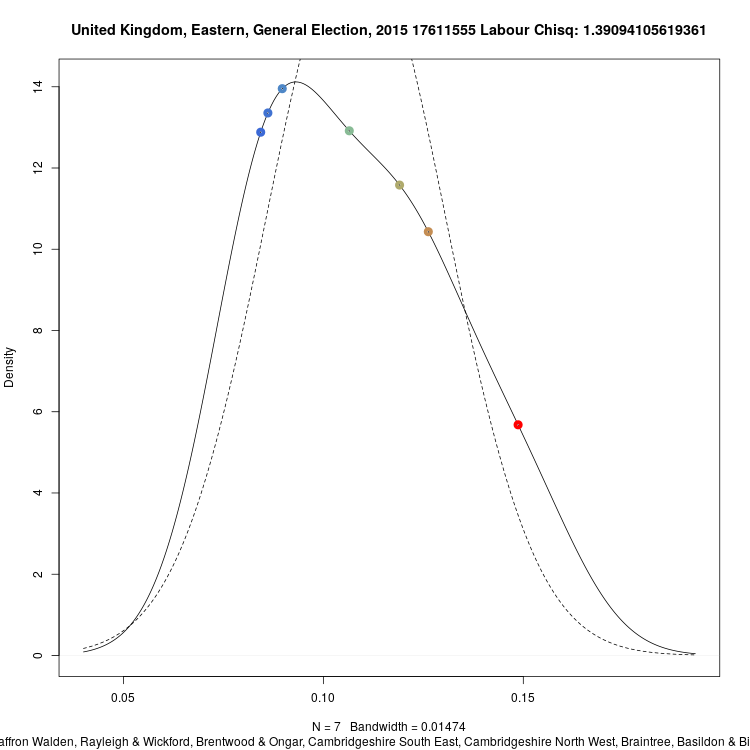 United Kingdom, Eastern, General Election, 2015 17611555 Labour Chisq: 1.39094105619361
Density
14
12
10
8
6
4
2
0
0.05 0.10 0.15
N = 7 Bandwidth = 0.01474
affron Walden, Rayleigh & Wickford, Brentwood & Ongar, Cambridgeshire South East, Cambridgeshire North West, Braintree, Basildon & Bi